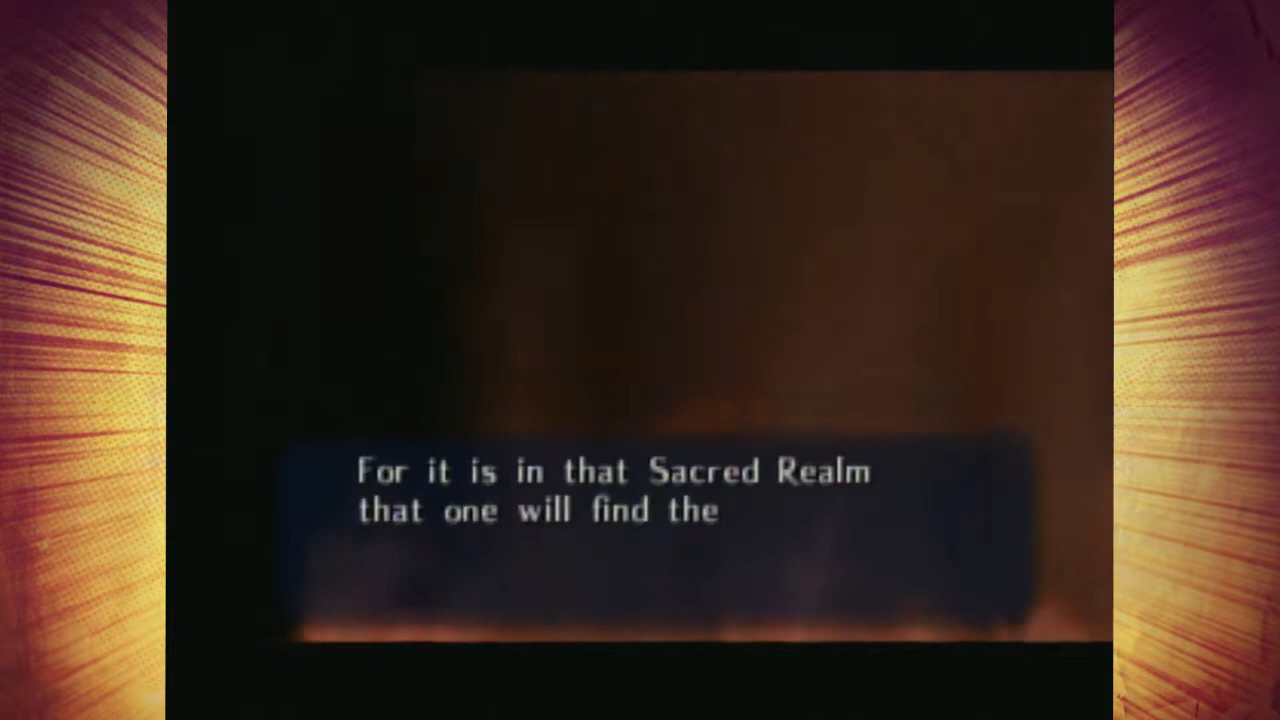 For it is in that Sacred Realm
that one will find the